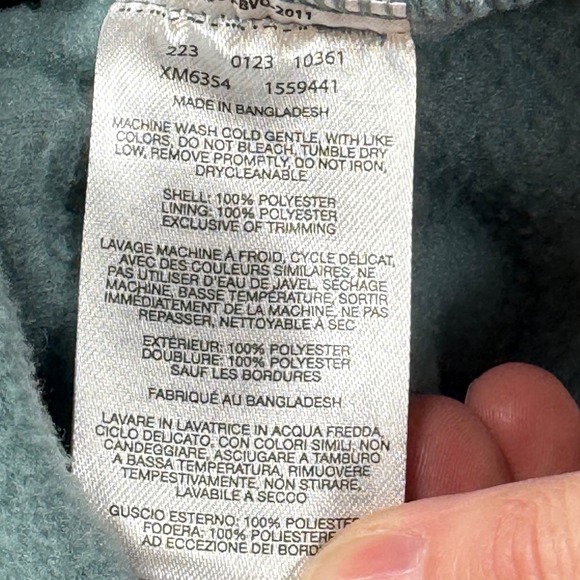 2011
223 0123 10361
XM63S4 1559441
MADE IN BANGLADESH
MACHINE WASH COLD GENTLE, WITH LIKE
COLORS, DO NOT BLEACH, TUMBLE DRY
LOW, REMOVE PROMPTLY, DO NOT IRON,
DRYCLEANABLE
SHELL: 100% POLYESTER
LINING: 100% POLYESTER
EXCLUSIVE OF TRIMMING
LAVAGE MACHINE À FROID, CYCLE DÉLICAT,
AVEC DES COULEURS SIMILAIRES, NE
PAS UTILISER D'EAU DE JAVEL, SÉCHAGE
MACHINE, BASSE TEMPÉRATURE, SORTIR
IMMÉDIATEMENT DE LA MACHINE, NE PAS
REPASSER, NETTOYABLE À SEC
EXTÉRIEUR: 100% POLYESTER
DOUBLURE: 100% POLYESTER
SAUF LES BORDURES
FABRIQUÉ AU BANGLADESH
LAVARE IN LAVATRICE IN ACQUA FREDDA,
CICLO DELICATO, CON COLORI SIMILI, NON
CANDEGGIARE, ASCIUGARE A TAMBURO
A BASSA TEMPERATURA, RIMUOVERE
TEMPESTIVAMENTE, NON STIRARE,
LAVABILE A SECCO
GUSCIO ESTERNO: 100% POLIESTE
FODERA: 100% POLIESTERE
AD ECCEZIONE DEI BORD